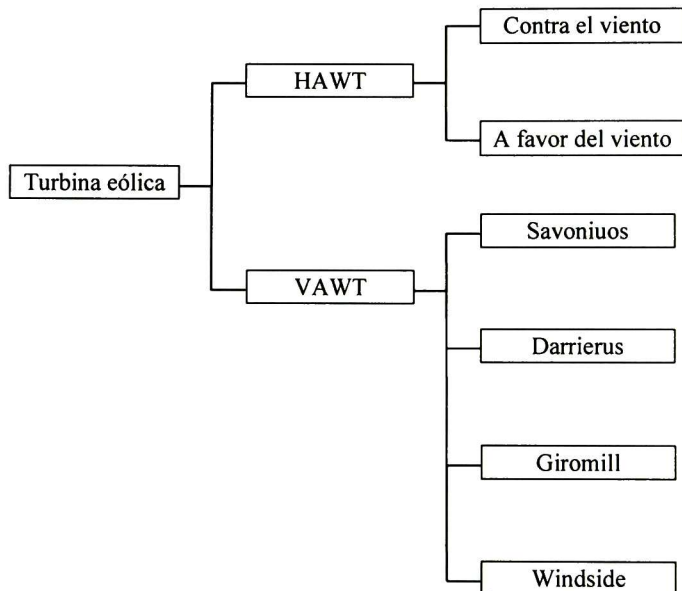 Turbina eólica
HAWT
Contra el viento
A favor del viento
VAWT
Savoniuos
Darrierus
Giromill
Windside